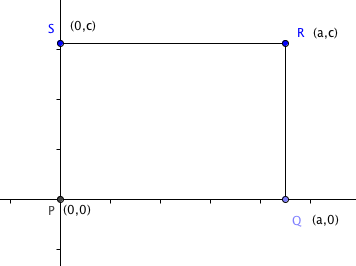 S (0,c)
R (a,c)
P (0,0)
Q (a,0)